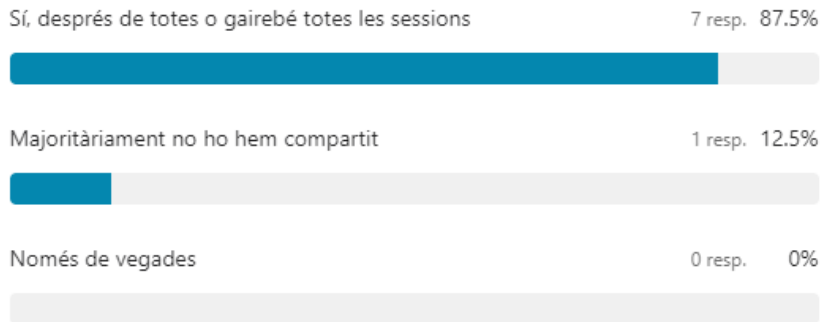 Sí, després de totes o gairebé totes les sessions 7 resp. 87.5%
Majoritàriament no ho hem compartit 1 resp. 12.5%
Només de vegades 0 resp. 0%